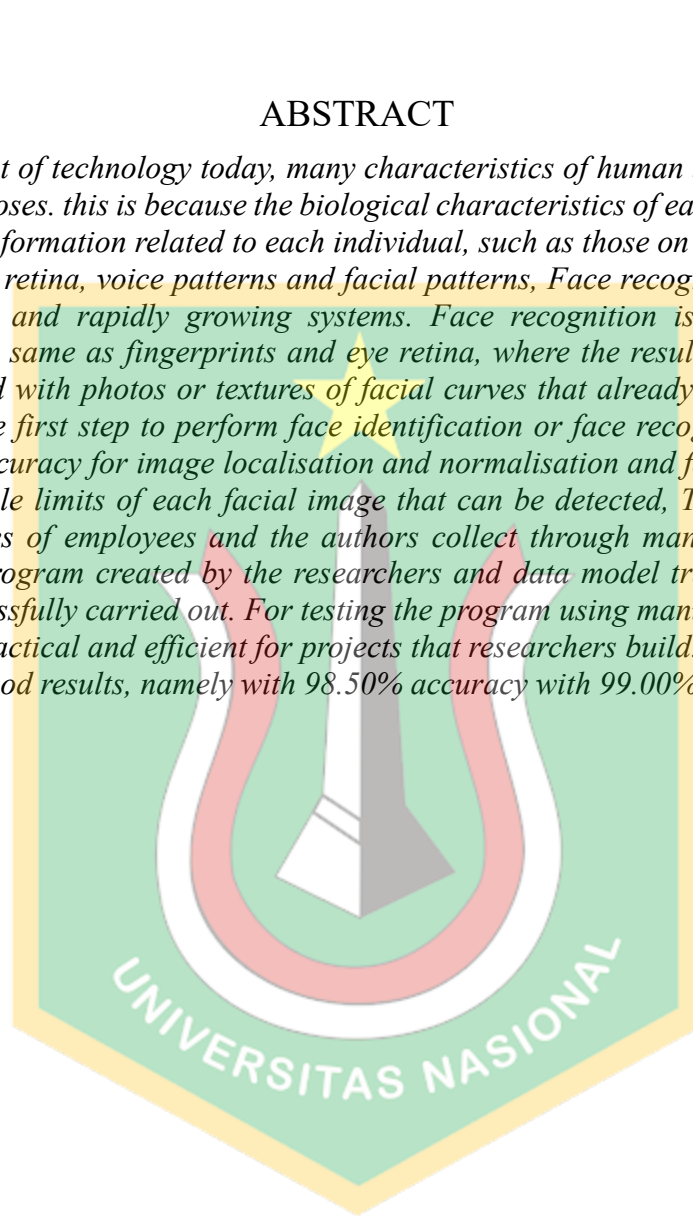 ABSTRACT
t of technology today, many characteristics of human
oses. this is because the biological characteristics of ea
formation related to each individual, such as those on
retina, voice patterns and facial patterns, Face recog
and rapidly growing systems. Face recognition is
same as fingerprints and eye retina, where the resul
d with photos or textures of facial curves that already
e first step to perform face identification or face recog
curacy for image localisation and normalisation and f
le limits of each facial image that can be detected, T
s of employees and the authors collect through man
rogram created by the researchers and data model tr
ssfully carried out. For testing the program using man
actical and efficient for projects that researchers build.
od results, namely with 98.50% accuracy with 99.00%
UNIVERSITAS NASIONAL